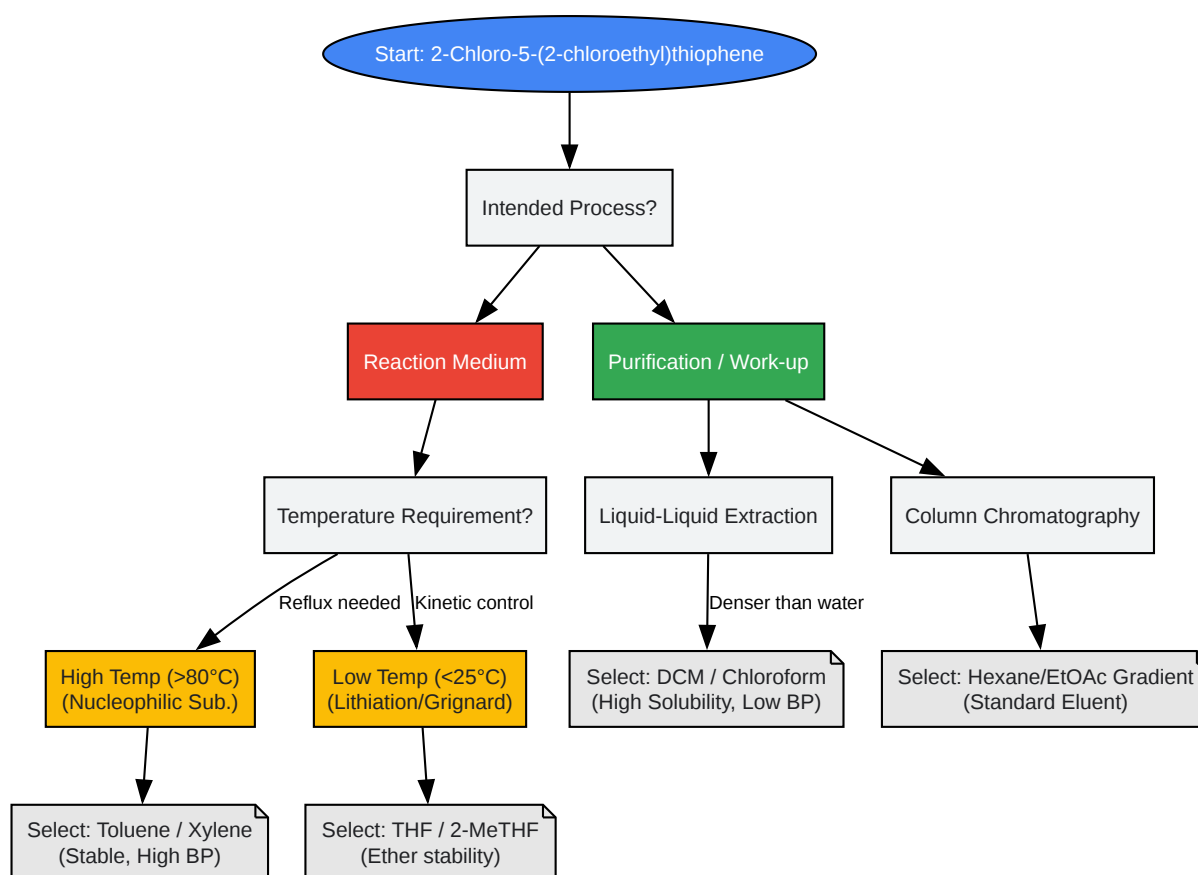 Start: 2-Chloro-5-(2-chloroethyl)thiophene
Intended Process?
Reaction Medium
Purification / Work-up
Temperature Requirement?
Liquid-Liquid Extraction
Column Chromatography
Reflux needed
Kinetic control
Denser than water
High Temp (>80°C)
(Nucleophilic Sub.)
Low Temp (<25°C)
(Lithiation/Grignard)
Select: DCM / Chloroform
(High Solubility, Low BP)
Select: Hexane/EtOAc Gradient
(Standard Eluent)
Select: Toluene / Xylene
(Stable, High BP)
Select: THF / 2-MeTHF
(Ether stability)